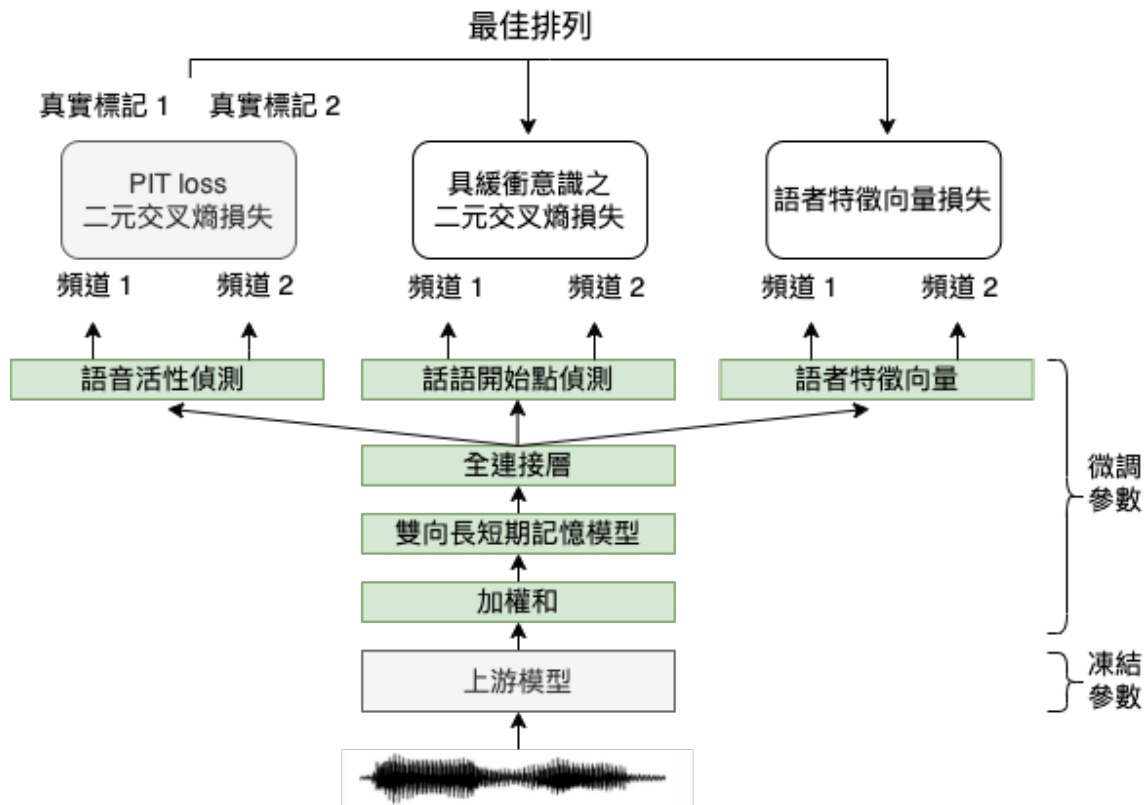 最佳排列
真實標記 1 真實標記 2
PIT loss
二元交叉熵損失
具緩衝意識之
二元交叉熵損失
語者特徵向量損失
頻道 1 頻道 2 頻道 1 頻道 2 頻道 1 頻道 2
語音活性偵測 話語開始點偵測 語者特徵向量
全連接層
雙向長短期記憶模型
加權和
微調
參數
上游模型
凍結
參數